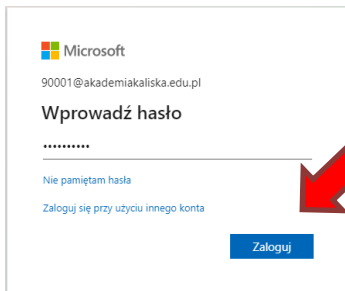 Microsoft
90001@akademiakaliska.edu.pl
Wprowadź hasło
••••••••••
Nie pamiętam hasła
Zaloguj się przy użyciu innego konta
Zaloguj